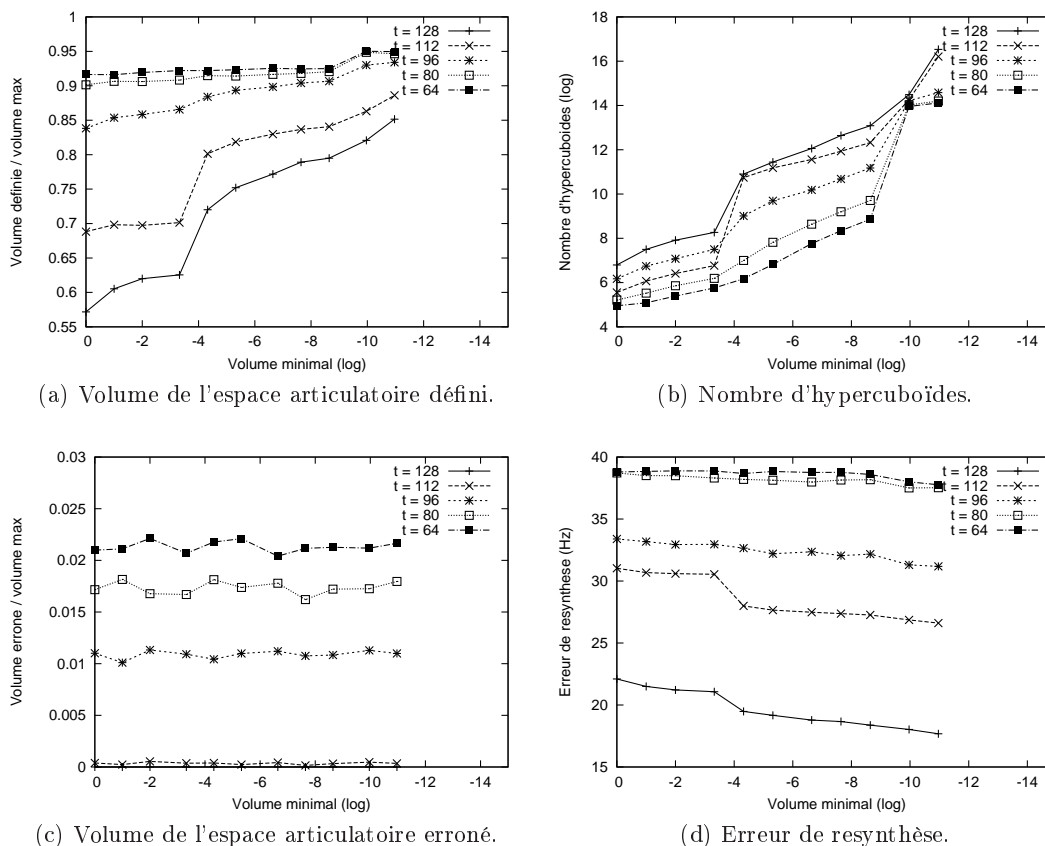 Volume definie / volume max
1
0.95
0.9
0.85
0.8
0.75
0.7
0.65
0.6
0.55
0 -2 -4 -6 -8 -10 -12 -14
Volume minimal (log)
t = 128
t = 112
t = 96
t = 80
t = 64
(a) Volume de l'espace articulatoire défini.
Nombre d'hypercuboides (log)
18
16
14
12
10
8
6
4
0 -2 -4 -6 -8 -10 -12 -14
Volume minimal (log)
t = 128
t = 112
t = 96
t = 80
t = 64
(b) Nombre d'hypercuboïdes.
Volume errone / volume max
0.03
0.025
0.02
0.015
0.01
0.005
0
0 -2 -4 -6 -8 -10 -12 -14
Volume minimal (log)
t = 128
t = 112
t = 96
t = 80
t = 64
(c) Volume de l'espace articulatoire erroné.
Erreur de resynthese (Hz)
40
35
30
25
20
15
0 -2 -4 -6 -8 -10 -12 -14
Volume minimal (log)
t = 128
t = 112
t = 96
t = 80
t = 64
(d) Erreur de resynthèse.